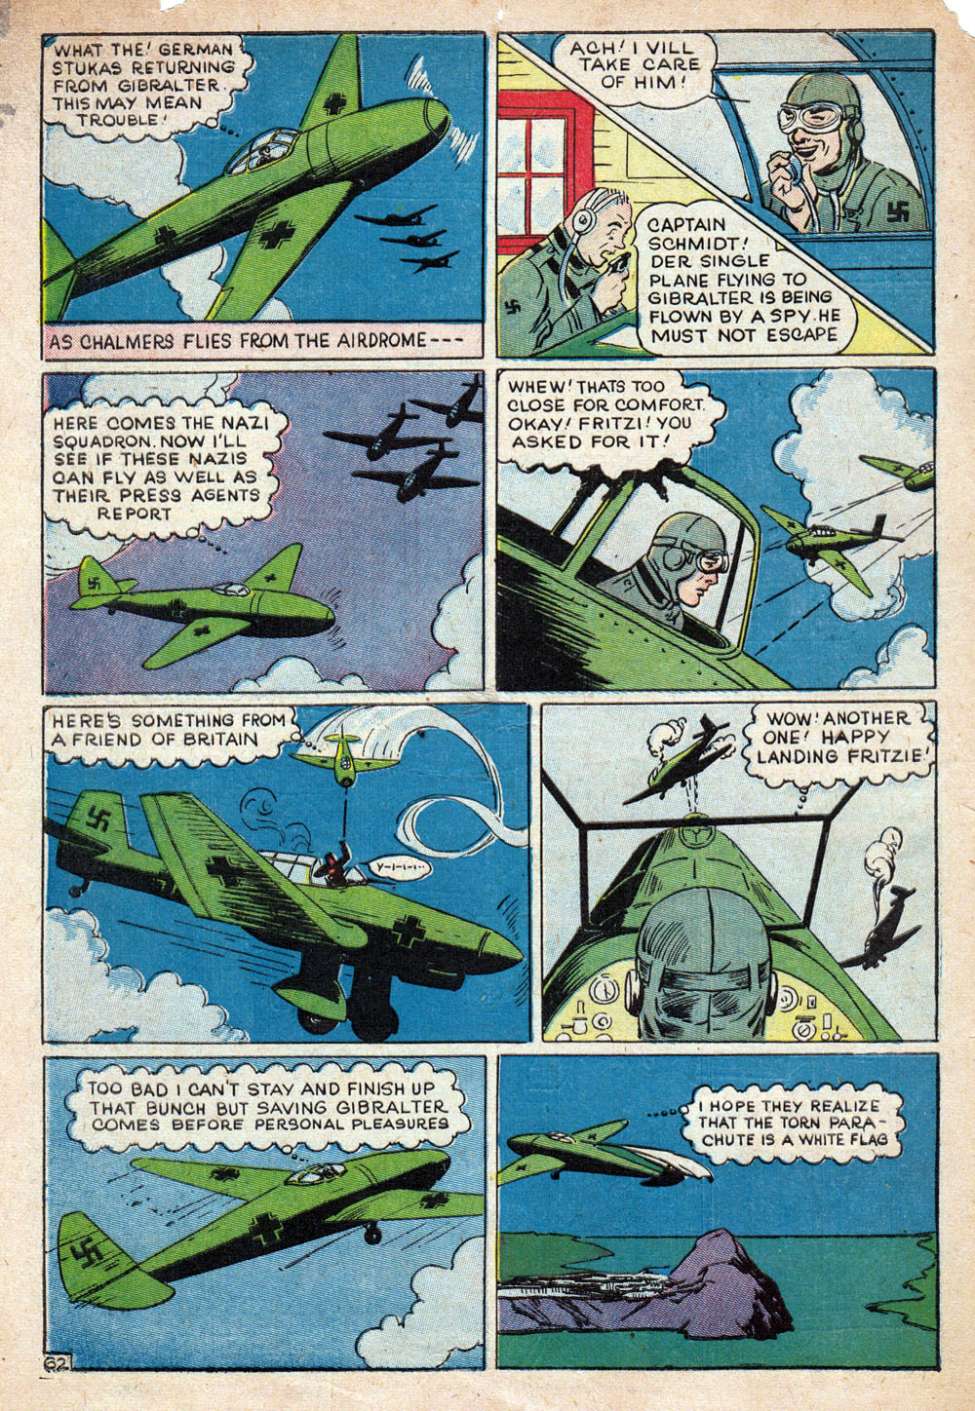 WHAT THE! GERMAN
STUKAS RETURNING
FROM GIBRALTER.
THIS MAY MEAN
TROUBLE!
AS CHALMERS FLIES FROM THE AIRDROME---
ACH! I VILL
TAKE CARE
OF HIM!
CAPTAIN
SCHMIDT!
DER SINGLE
PLANE FLYING TO
GIBRALTER IS BEING
FLOWN BY A SPY. HE
MUST NOT ESCAPE
HERE COMES THE NAZI
SQUADRON. NOW I'LL
SEE IF THESE NAZIS
CAN FLY AS WELL AS
THEIR PRESS AGENTS
REPORT
WHEW! THATS TOO
CLOSE FOR COMFORT.
OKAY! FRITZI! YOU
ASKED FOR IT!
HERE'S SOMETHING FROM
A FRIEND OF BRITAIN
Y-I-I-I-...
WOW! ANOTHER
ONE! HAPPY
LANDING FRITZIE!
TOO BAD I CAN'T STAY AND FINISH UP
THAT BUNCH BUT SAVING GIBRALTER
COMES BEFORE PERSONAL PLEASURES
I HOPE THEY REALIZE
THAT THE TORN PARA-
CHUTE IS A WHITE FLAG
62